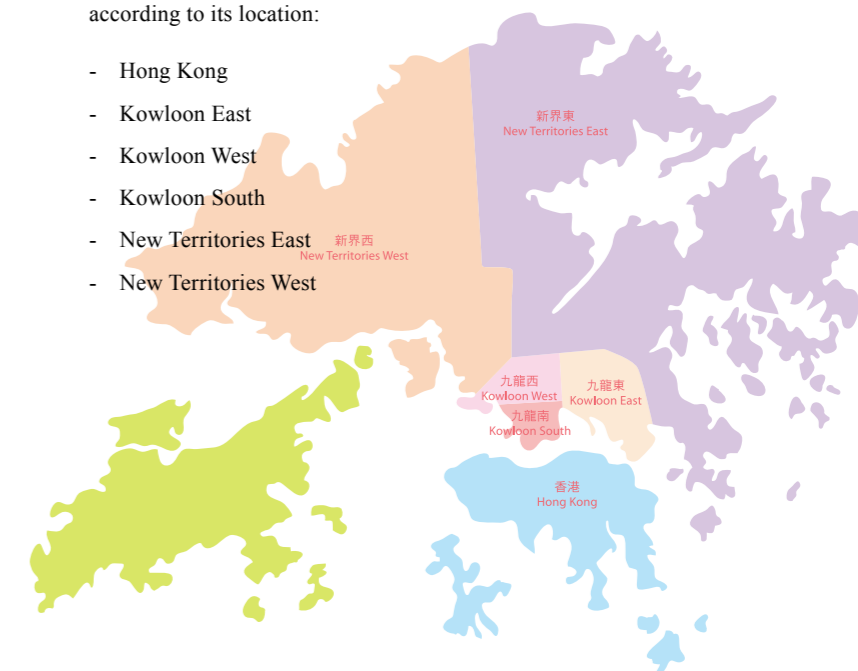 according to its location:
- Hong Kong
- Kowloon East
- Kowloon West
- Kowloon South
- New Territories East
- New Territories West
新界東
New Territories East
新界西
New Territories West
九龍西
Kowloon West
九龍東
Kowloon East
九龍南
Kowloon South
香港
Hong Kong